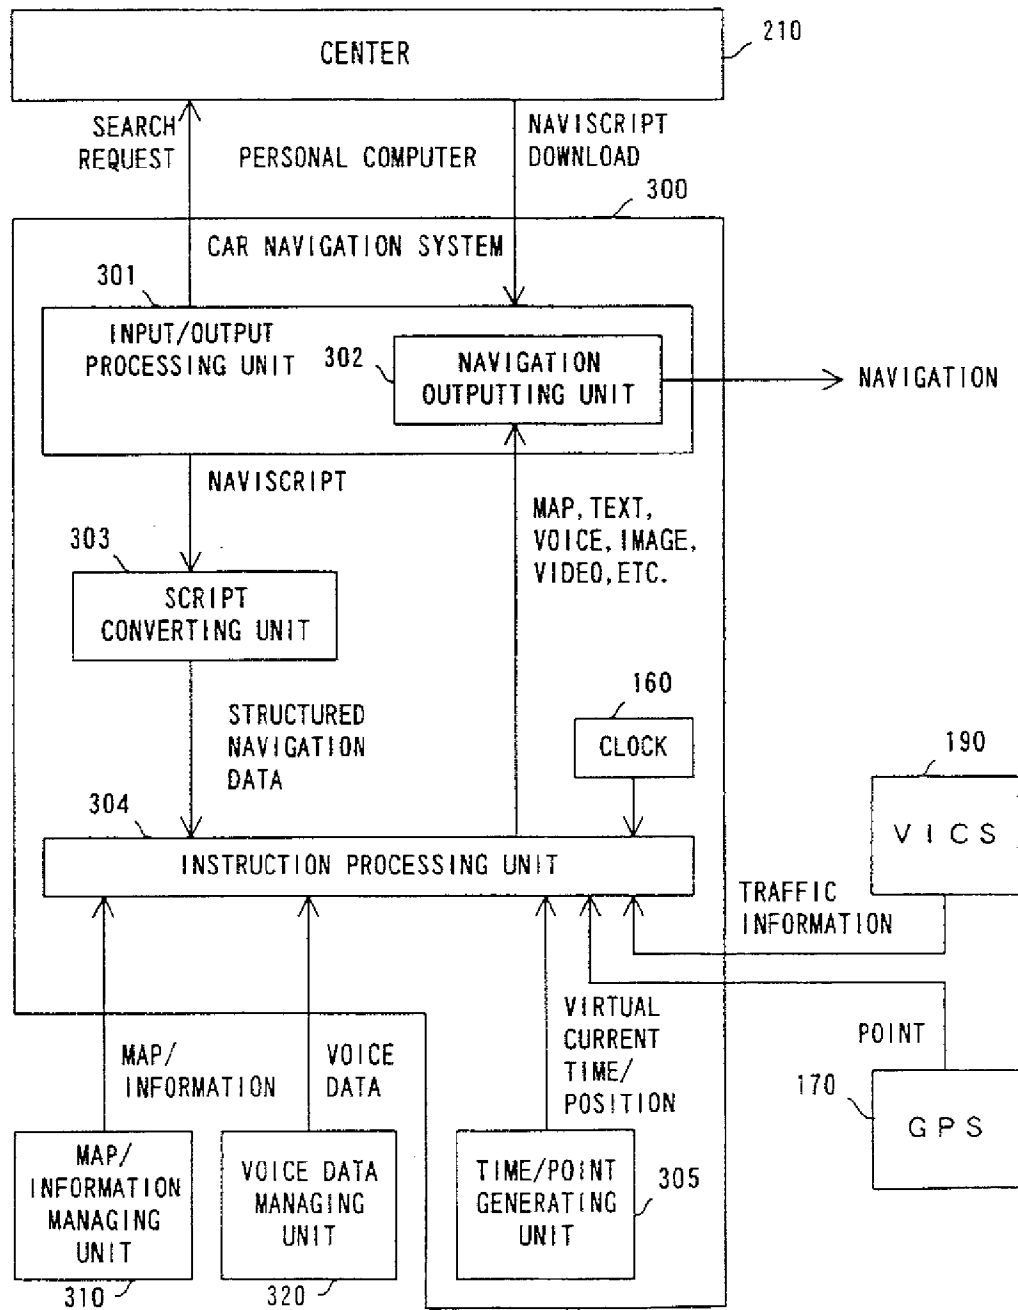 CENTER
210
SEARCH
REQUEST
PERSONAL COMPUTER
NAVISCRIPT
DOWNLOAD
300
CAR NAVIGATION SYSTEM
301
INPUT/OUTPUT
PROCESSING UNIT
302
NAVIGATION
OUTPUTTING UNIT
NAVIGATION
NAVISCRIPT
MAP, TEXT,
VOICE, IMAGE,
VIDEO, ETC.
303
SCRIPT
CONVERTING UNIT
STRUCTURED
NAVIGATION
DATA
160
CLOCK
190
VICS
304
INSTRUCTION PROCESSING UNIT
TRAFFIC
INFORMATION
MAP/
INFORMATION
VOICE
DATA
VIRTUAL
CURRENT
TIME/
POSITION
POINT
170
GPS
MAP/
INFORMATION
MANAGING
UNIT
310
VOICE DATA
MANAGING
UNIT
320
TIME/POINT
GENERATING
UNIT
305